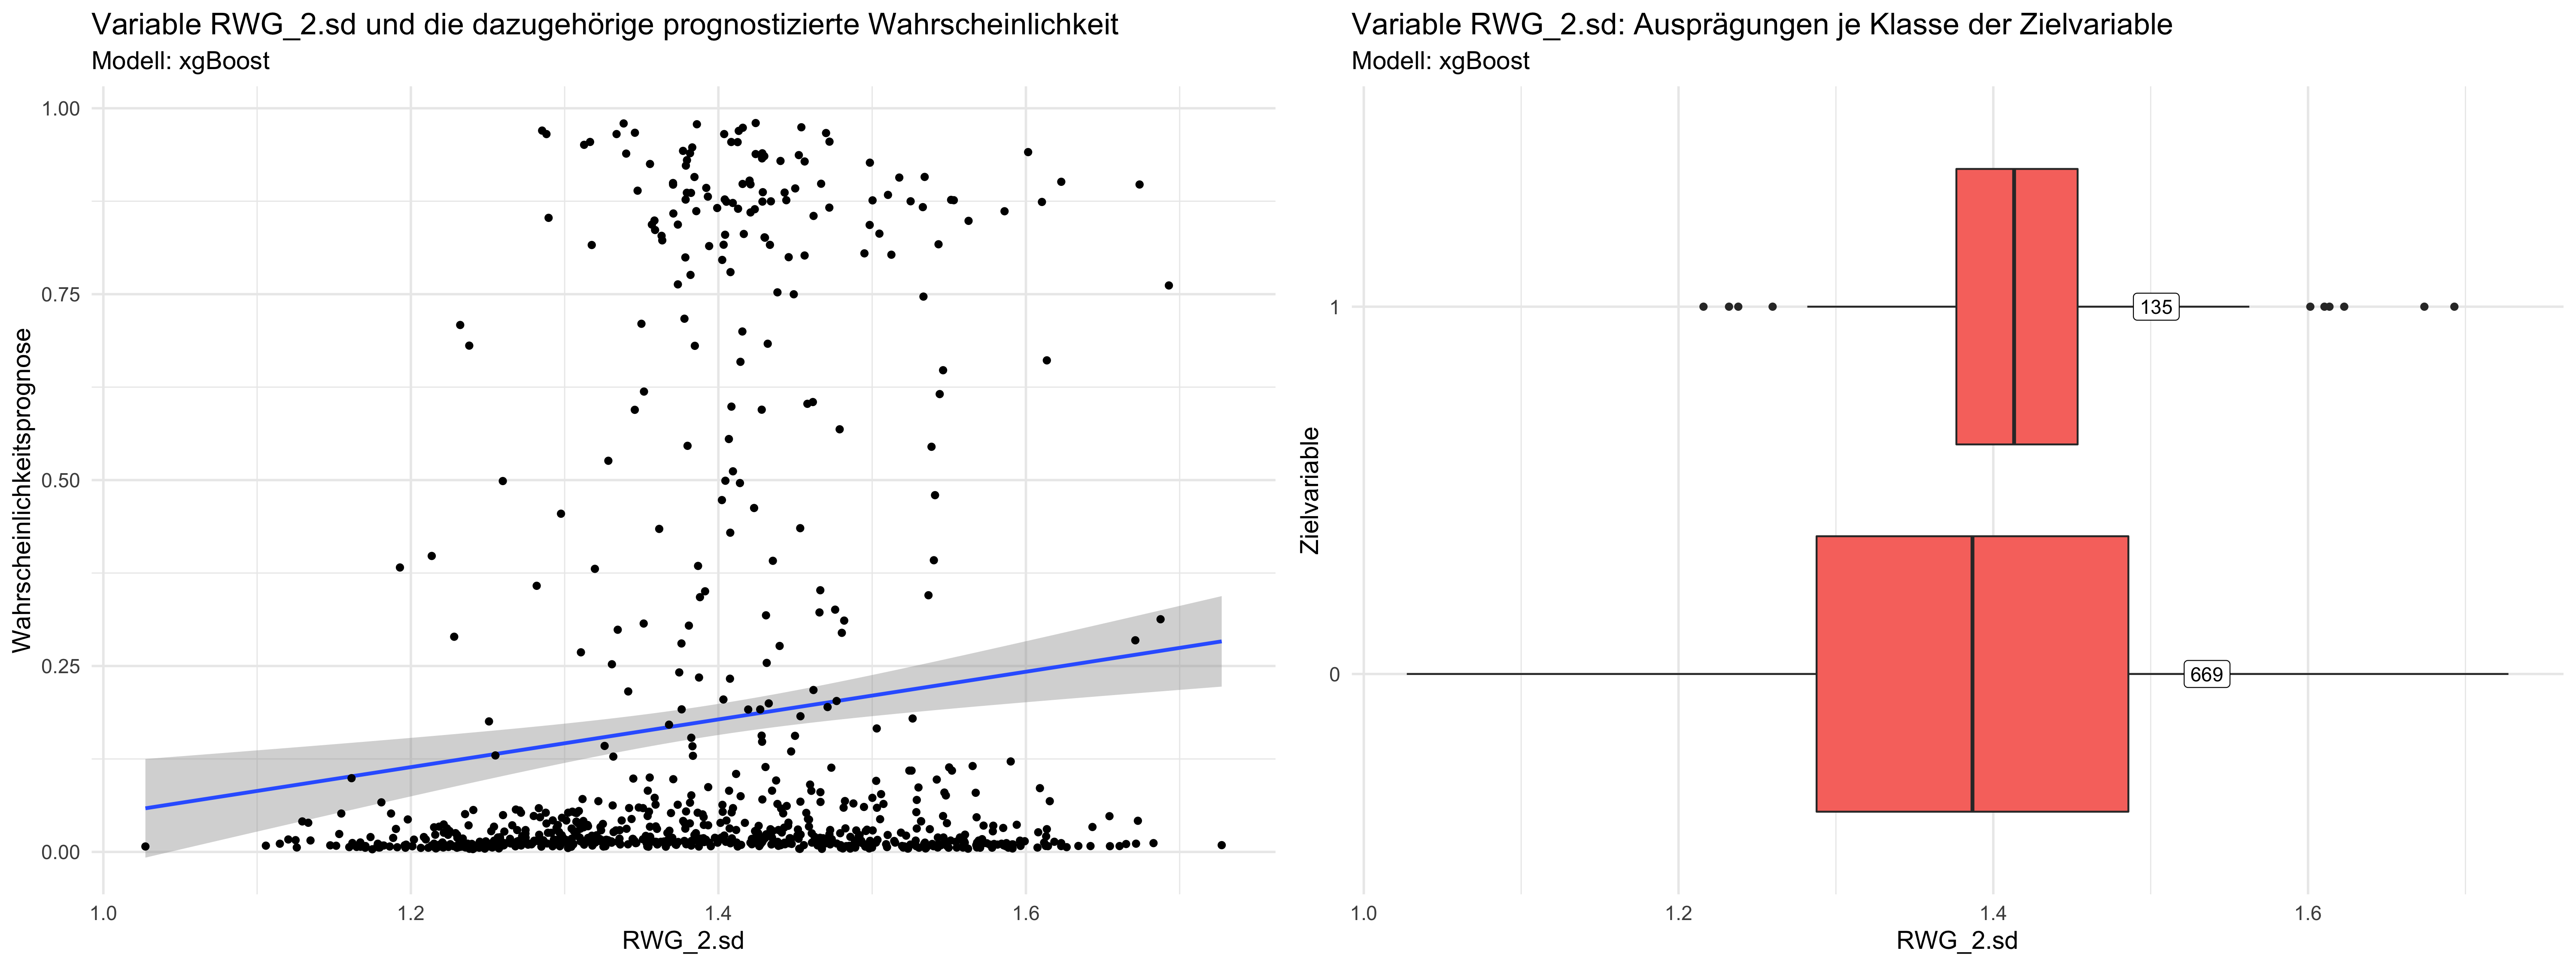 Variable RWG_2.sd und die dazugehörige prognostizierte Wahrscheinlichkeit
Modell: xgBoost
Wahrscheinlichkeitsprognose
1.00
0.75
0.50
0.25
0.00
1.0 1.2 1.4 1.6
RWG_2.sd
Variable RWG_2.sd: Ausprägungen je Klasse der Zielvariable
Modell: xgBoost
Zielvariable
1
135
0
669
1.0 1.2 1.4 1.6
RWG_2.sd